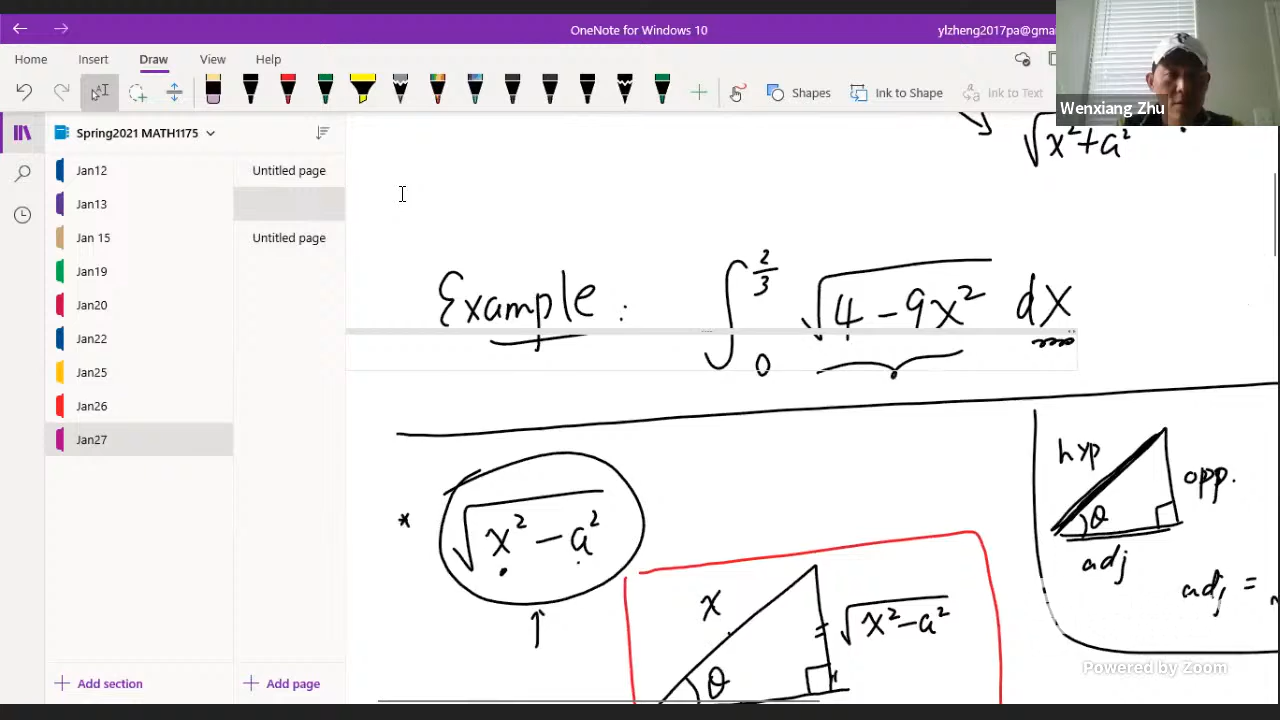 OneNote for Windows 10
ylzheng2017pa@gma
Home Insert Draw View Help
Shapes Ink to Shape Ink to Text
Wenxiang Zhu
Spring2021 MATH1175
Jan12
Jan13
Jan 15
Jan19
Jan20
Jan22
Jan25
Jan26
Jan27
Add section
Untitled page
Untitled page
Add page
√x²+a²
Example : ∫₀^(2/3) √4-9x² dx
* √x²-a²
x
= √x²-a²
θ
hyp
opp.
θ
adj
adj =
Powered by Zoom